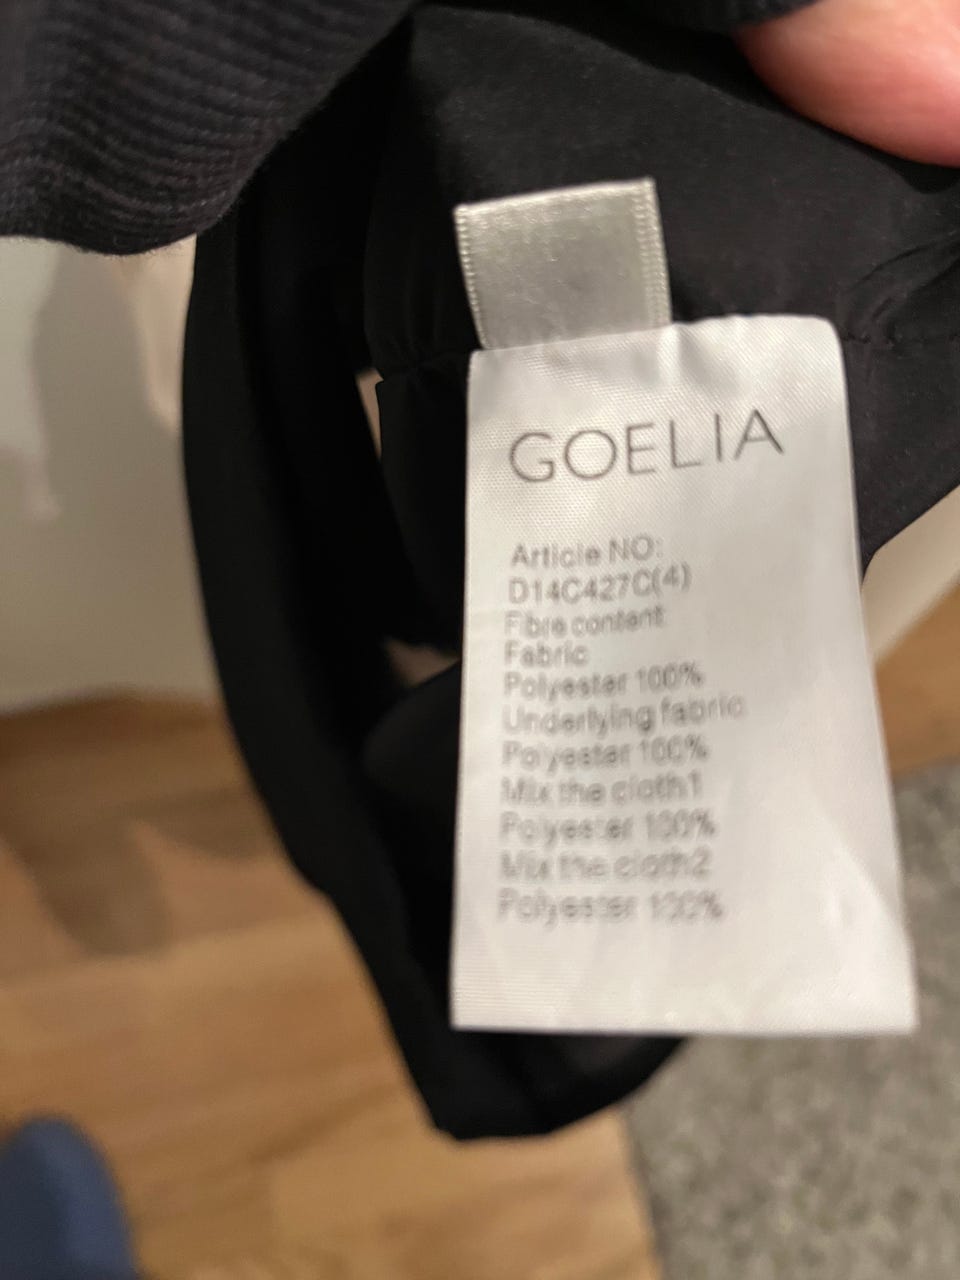 GOELIA
Article NO:
D14C427C(4)
Fibre content
Fabric
Polyester 100%
Underlying fabric
Polyester 100%
Mix the cloth1
Polyester 100%
Mix the cloth2
Polyester 100%